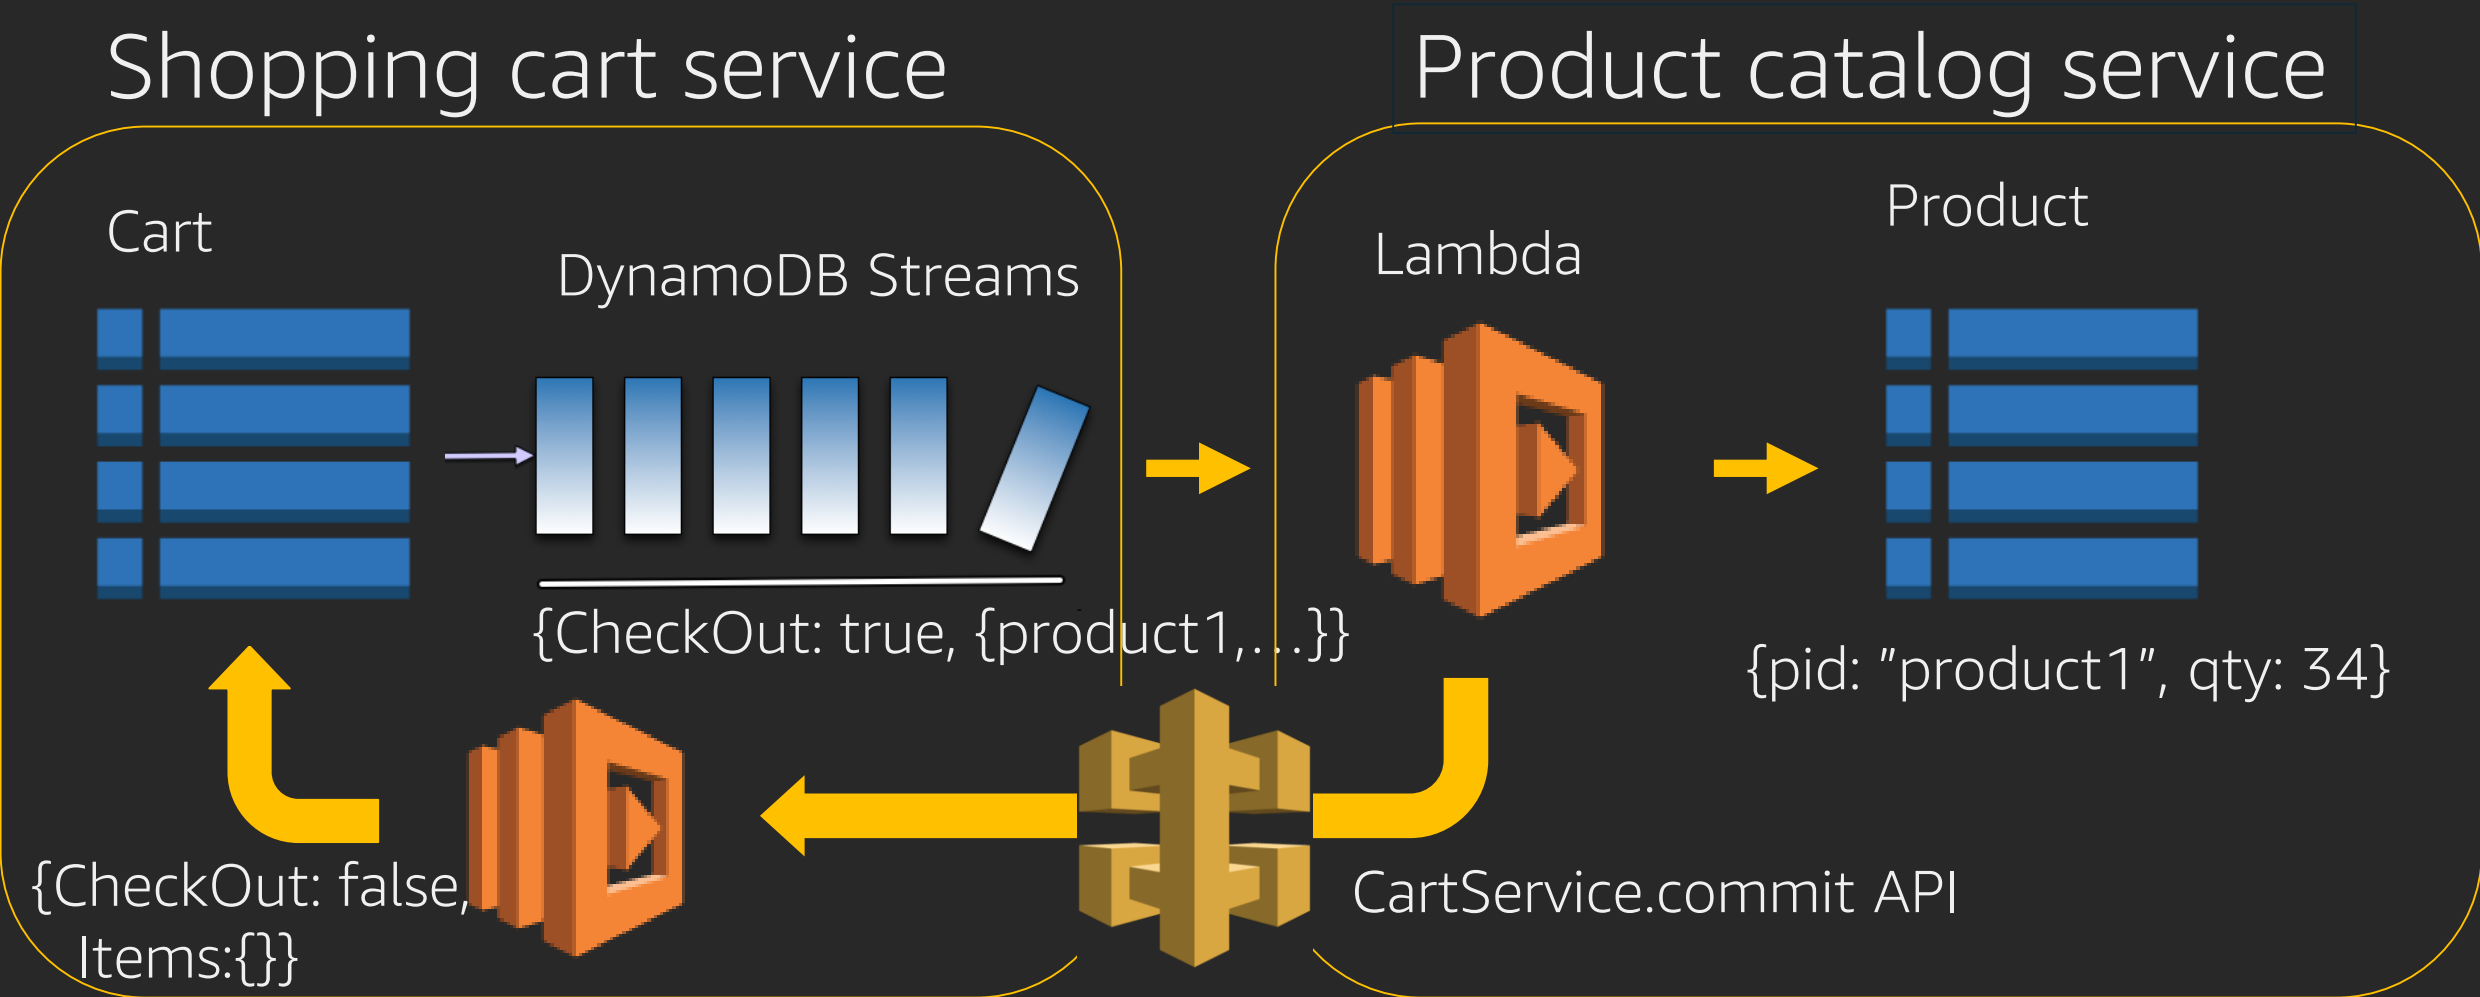 Shopping cart service
Product catalog service
Cart
DynamoDB Streams
Lambda
Product
{CheckOut: true, {product1,…}}
{pid: ”product1”, qty: 34}
{CheckOut: false,
Items:{}}
CartService.commit API